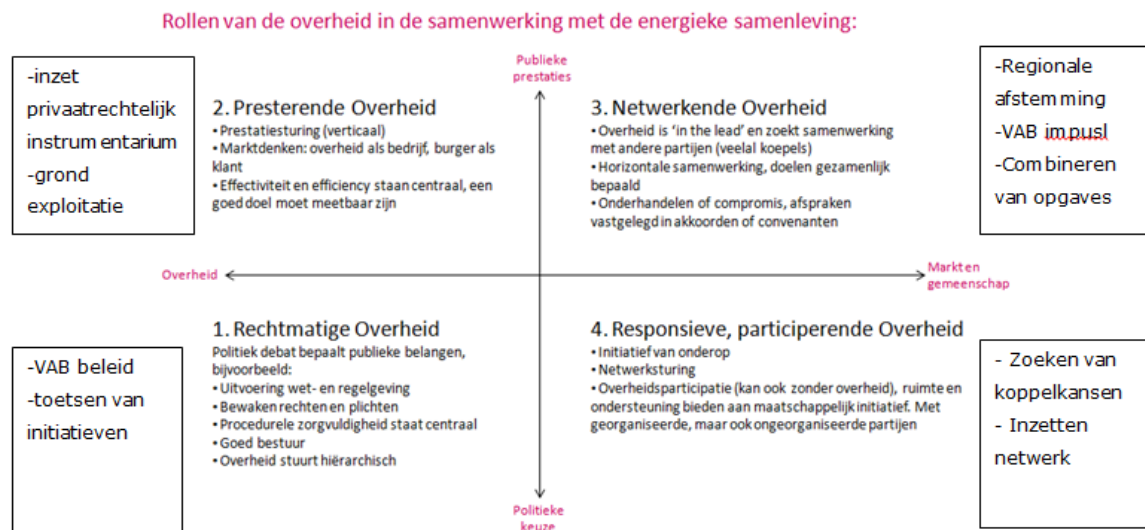 Rollen van de overheid in de samenwerking met de energieke samenleving:
Publieke
prestaties
-inzet
privaatrechtelijk
instrum entarium
-grond
exploitatie
2. Presterende Overheid
• Prestatiesturing (verticaal)
• Marktdenken: overheid als bedrijf, burger als
klant
• Effectiviteit en efficiency staan centraal, een
goed doel moet meetbaar zijn
3. Netwerkende Overheid
• Overheid is 'in the lead' en zoekt samenwerking
met andere partijen (veelal koepels)
• Horizontale samenwerking, doelen gezamenlijk
bepaald
• Onderhandelen of compromis, afspraken
vastgelegd in akkoorden of convenanten
-Regionale
afstemming
-VAB impusl
-Combineren
van opgaves
Overheid
Markt en
gemeenschap
-VAB beleid
-toetsen van
initiatieven
1. Rechtmatige Overheid
Politiek debat bepaalt publieke belangen,
bijvoorbeeld:
• Uitvoering wet- en regelgeving
• Bewaken rechten en plichten
• Procedurele zorgvuldigheid staat centraal
• Goed bestuur
• Overheid stuurt hiërarchisch
4. Responsieve, participerende Overheid
• Initiatief van onderop
• Netwerksturing
• Overheidsparticipatie (kan ook zonder overheid), ruimte en
ondersteuning bieden aan maatschappelijk initiatief. Met
georganiseerde, maar ook ongeorganiseerde partijen
- Zoeken van
koppelkansen
- Inzetten
netwerk
Politieke
keuze